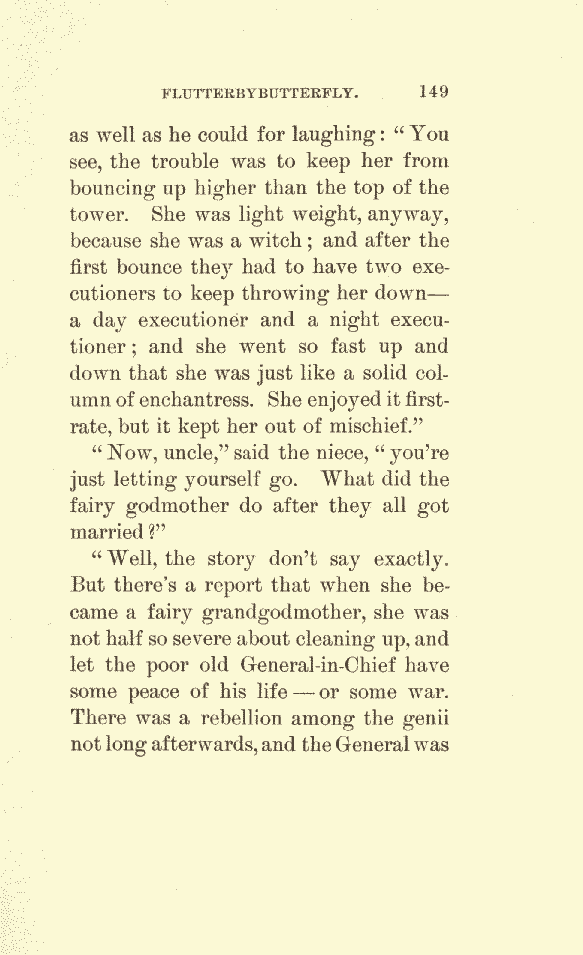 FLUTTERBYBUTTERFLY. 149
as well as he could for laughing: “You
see, the trouble was to keep her from
bouncing up higher than the top of the
tower. She was light weight, anyway,
because she was a witch; and after the
first bounce they had to have two exe-
cutioners to keep throwing her down—
a day executioner and a night execu-
tioner; and she went so fast up and
down that she was just like a solid col-
umn of enchantress. She enjoyed it first-
rate, but it kept her out of mischief.”
“Now, uncle,” said the niece, “you’re
just letting yourself go. What did the
fairy godmother do after they all got
married?”
“Well, the story don’t say exactly.
But there’s a report that when she be-
came a fairy grandgodmother, she was
not half so severe about cleaning up, and
let the poor old General-in-Chief have
some peace of his life—or some war.
There was a rebellion among the genii
not long afterwards, and the General was